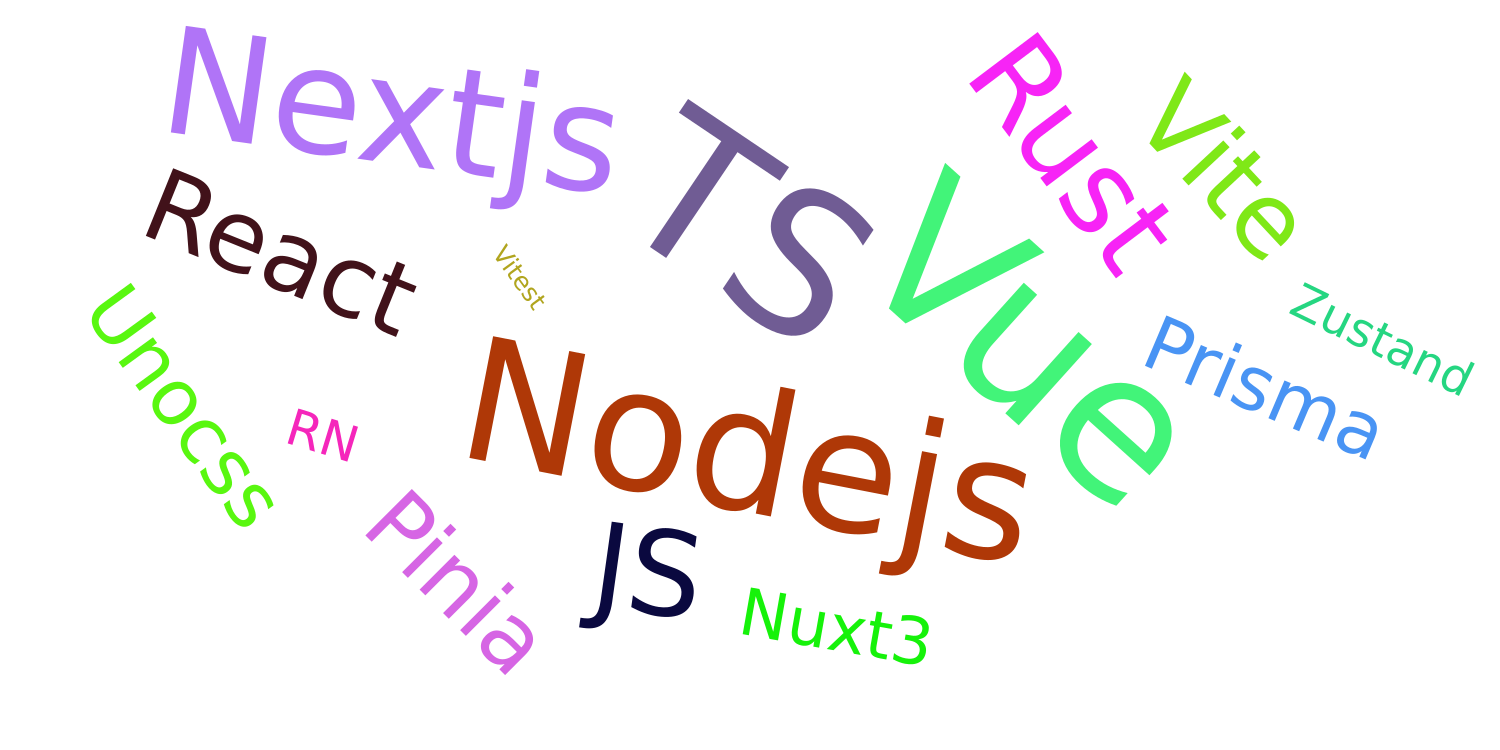 Nextjs
TS
Rust
Vite
React
Vitest
Vue
Unocss
Zustand
Prisma
RN
Nodejs
Pinia
JS
Nuxt3